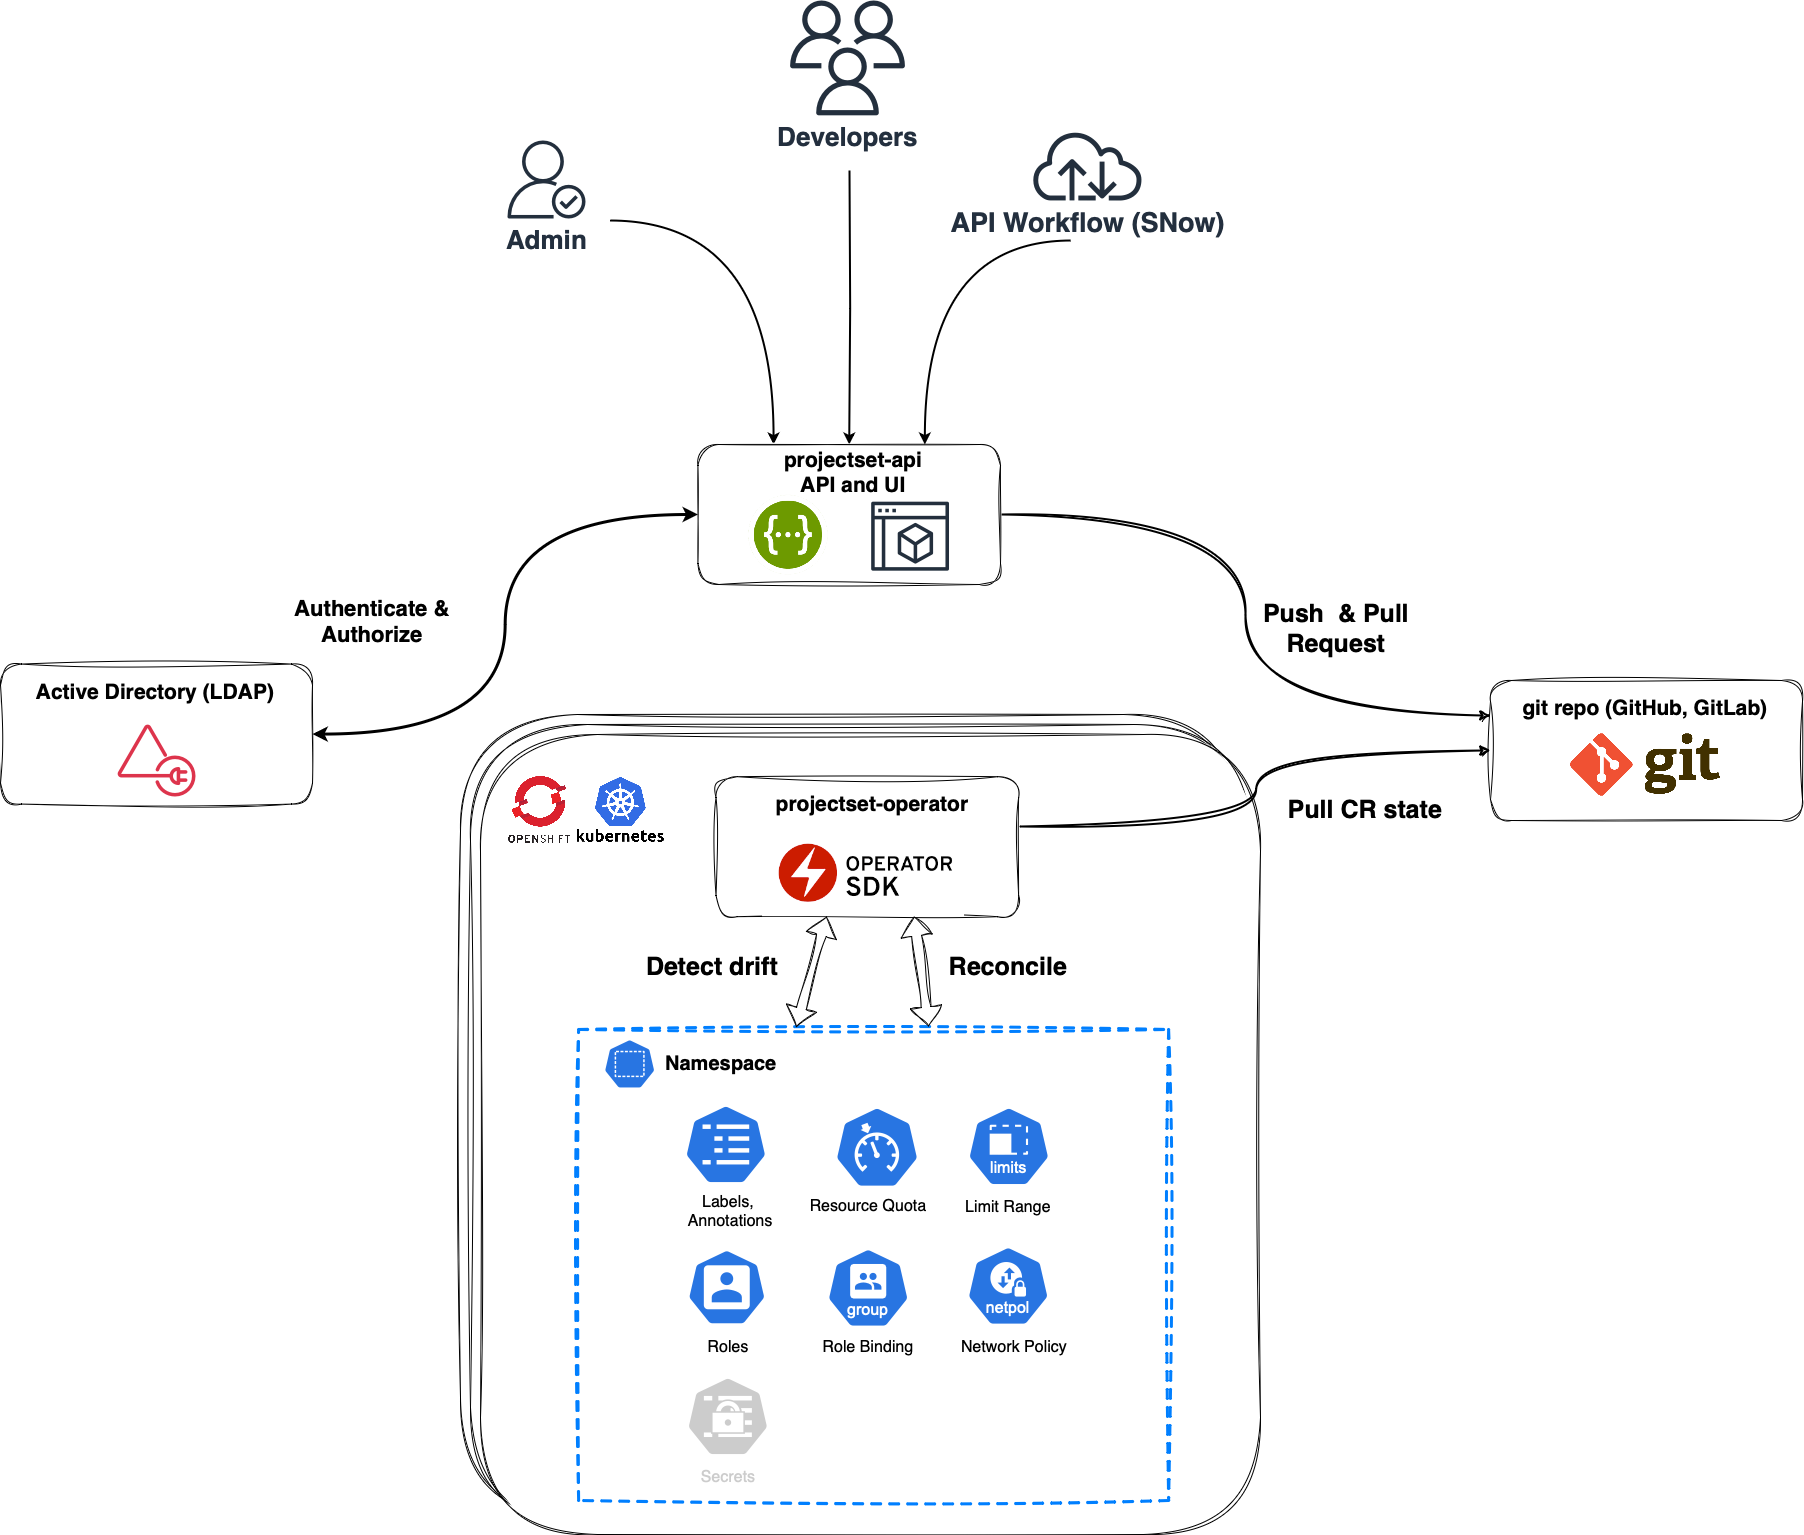 Developers
Admin
API Workflow (SNow)
projectset-api
API and UI
{...}
Authenticate &
Authorize
Push & Pull
Request
Active Directory (LDAP)
git repo (GitHub, GitLab)
git
OPENSHIFT
kubernetes
projectset-operator
OPERATOR
SDK
Pull CR state
Detect drift
Reconcile
Namespace
limits
Labels,
Annotations
Resource Quota
Limit Range
group
netpol
Roles
Role Binding
Network Policy
Secrets